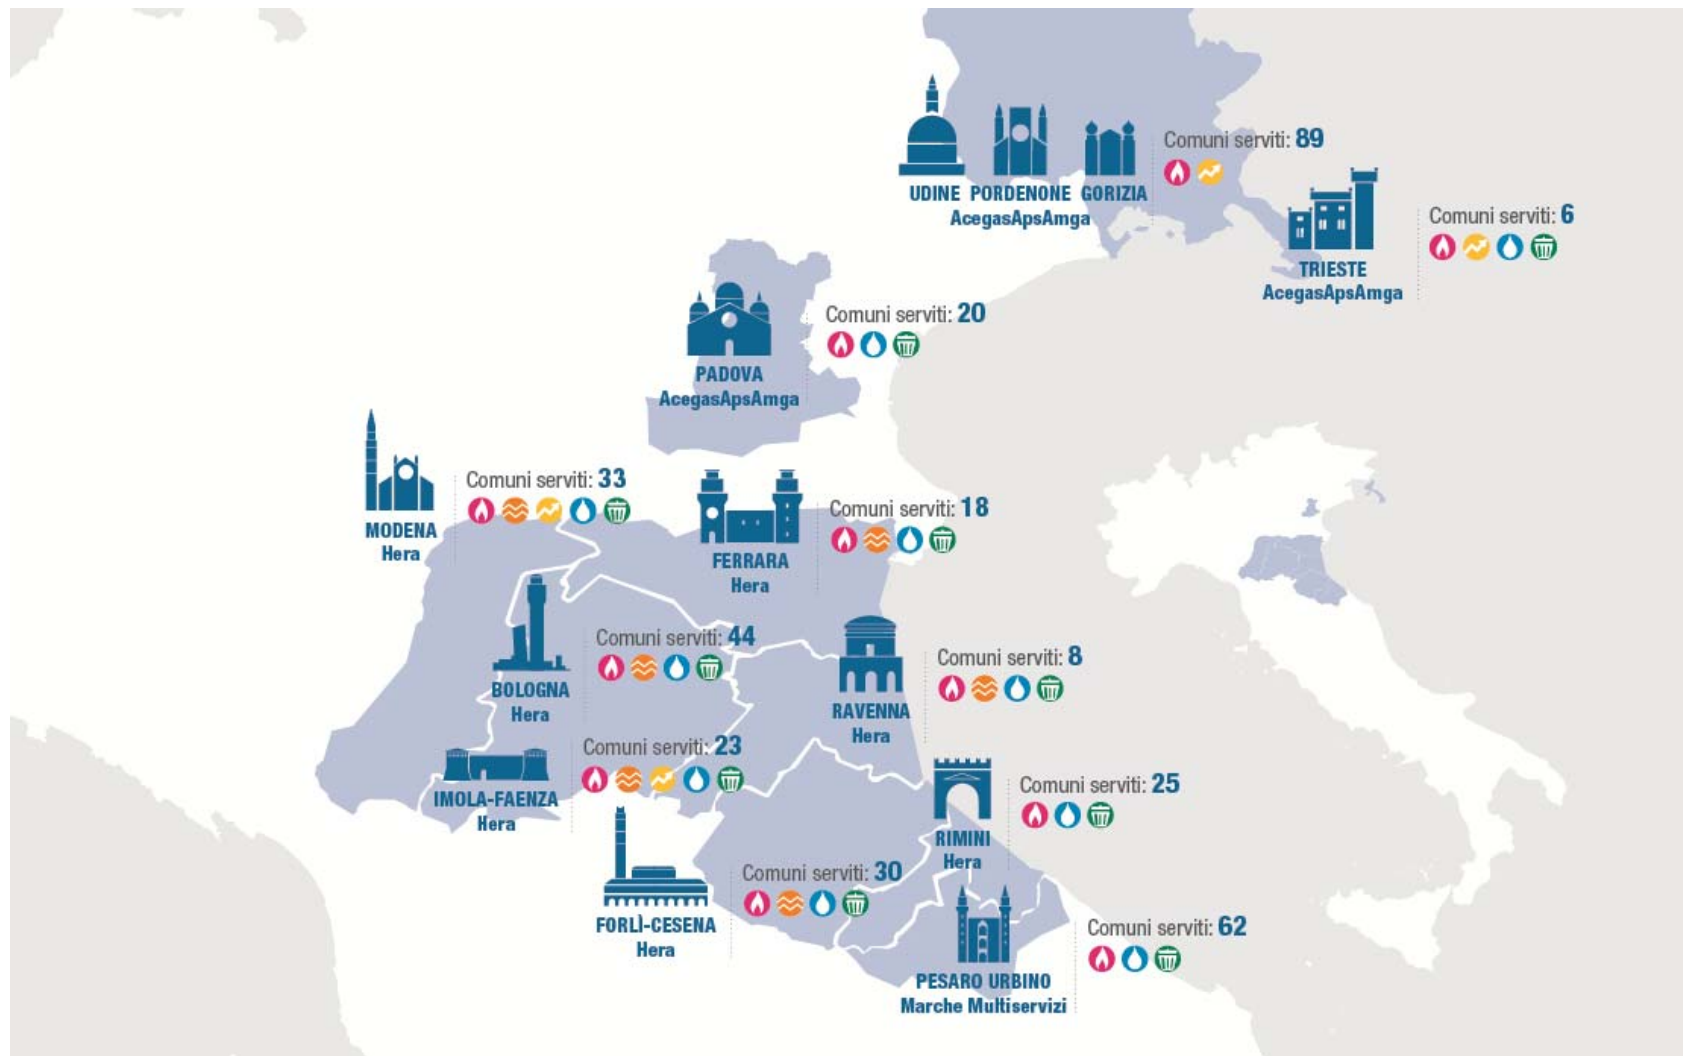 Comuni serviti: 89
UDINE PORDENONE GORIZIA
AcegasApsAmga
Comuni serviti: 6
TRIESTE
AcegasApsAmga
Comuni serviti: 20
PADOVA
AcegasApsAmga
Comuni serviti: 33
MODENA
Hera
Comuni serviti: 18
FERRARA
Hera
Comuni serviti: 44
BOLOGNA
Hera
Comuni serviti: 8
RAVENNA
Hera
Comuni serviti: 23
IMOLA-FAENZA
Hera
Comuni serviti: 25
RIMINI
Hera
Comuni serviti: 30
FORLÌ-CESENA
Hera
Comuni serviti: 62
PESARO URBINO
Marche Multiservizi